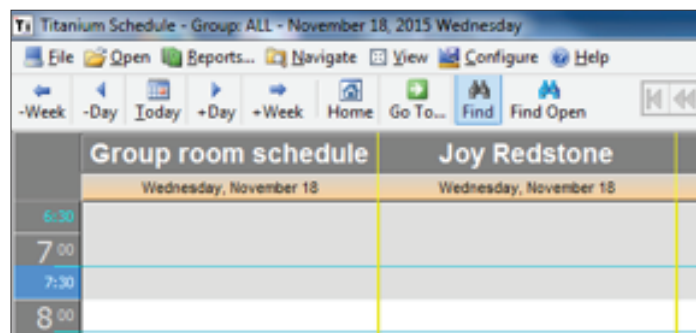 Ti Titanium Schedule - Group: ALL - November 18, 2015 Wednesday
File Open Reports... Navigate View Configure Help
-Week -Day Today +Day +Week Home Go To... Find Find Open
Group room schedule Joy Redstone
Wednesday, November 18 Wednesday, November 18
6:30
7 00
7:30
8 00